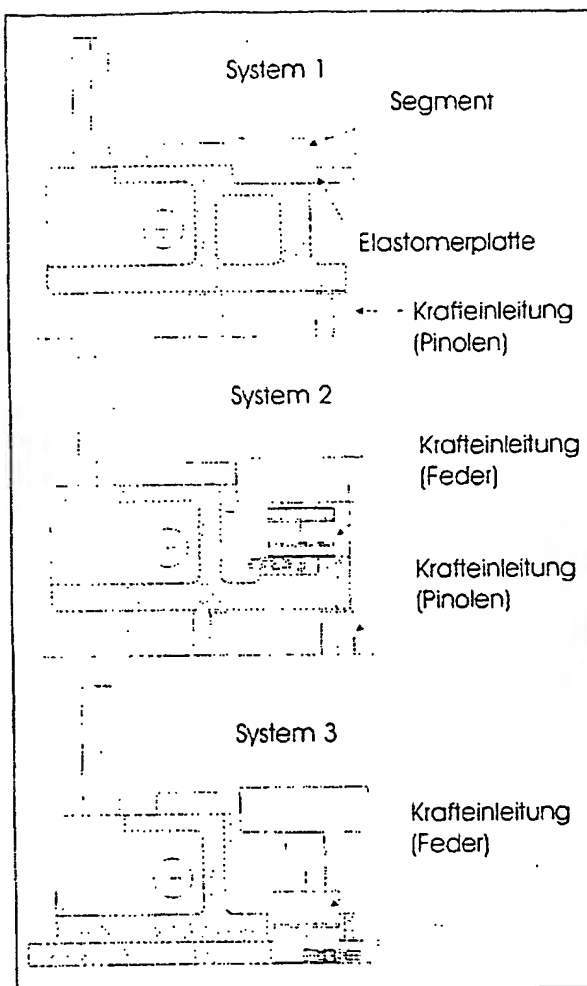 System 1
Segment
Elastomerplatte
Krafteinleitung
(Pinolen)
System 2
Krafteinleitung
(Feder)
Krafteinleitung
(Pinolen)
System 3
Krafteinleitung
(Feder)